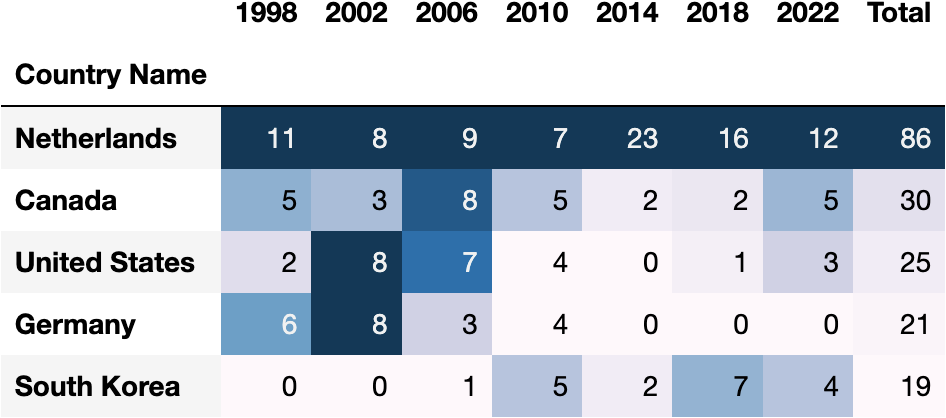 1998 2002 2006 2010 2014 2018 2022 Total
Country Name
Netherlands 11 8 9 7 23 16 12 86
Canada 5 3 8 5 2 2 5 30
United States 2 8 7 4 0 1 3 25
Germany 6 8 3 4 0 0 0 21
South Korea 0 0 1 5 2 7 4 19